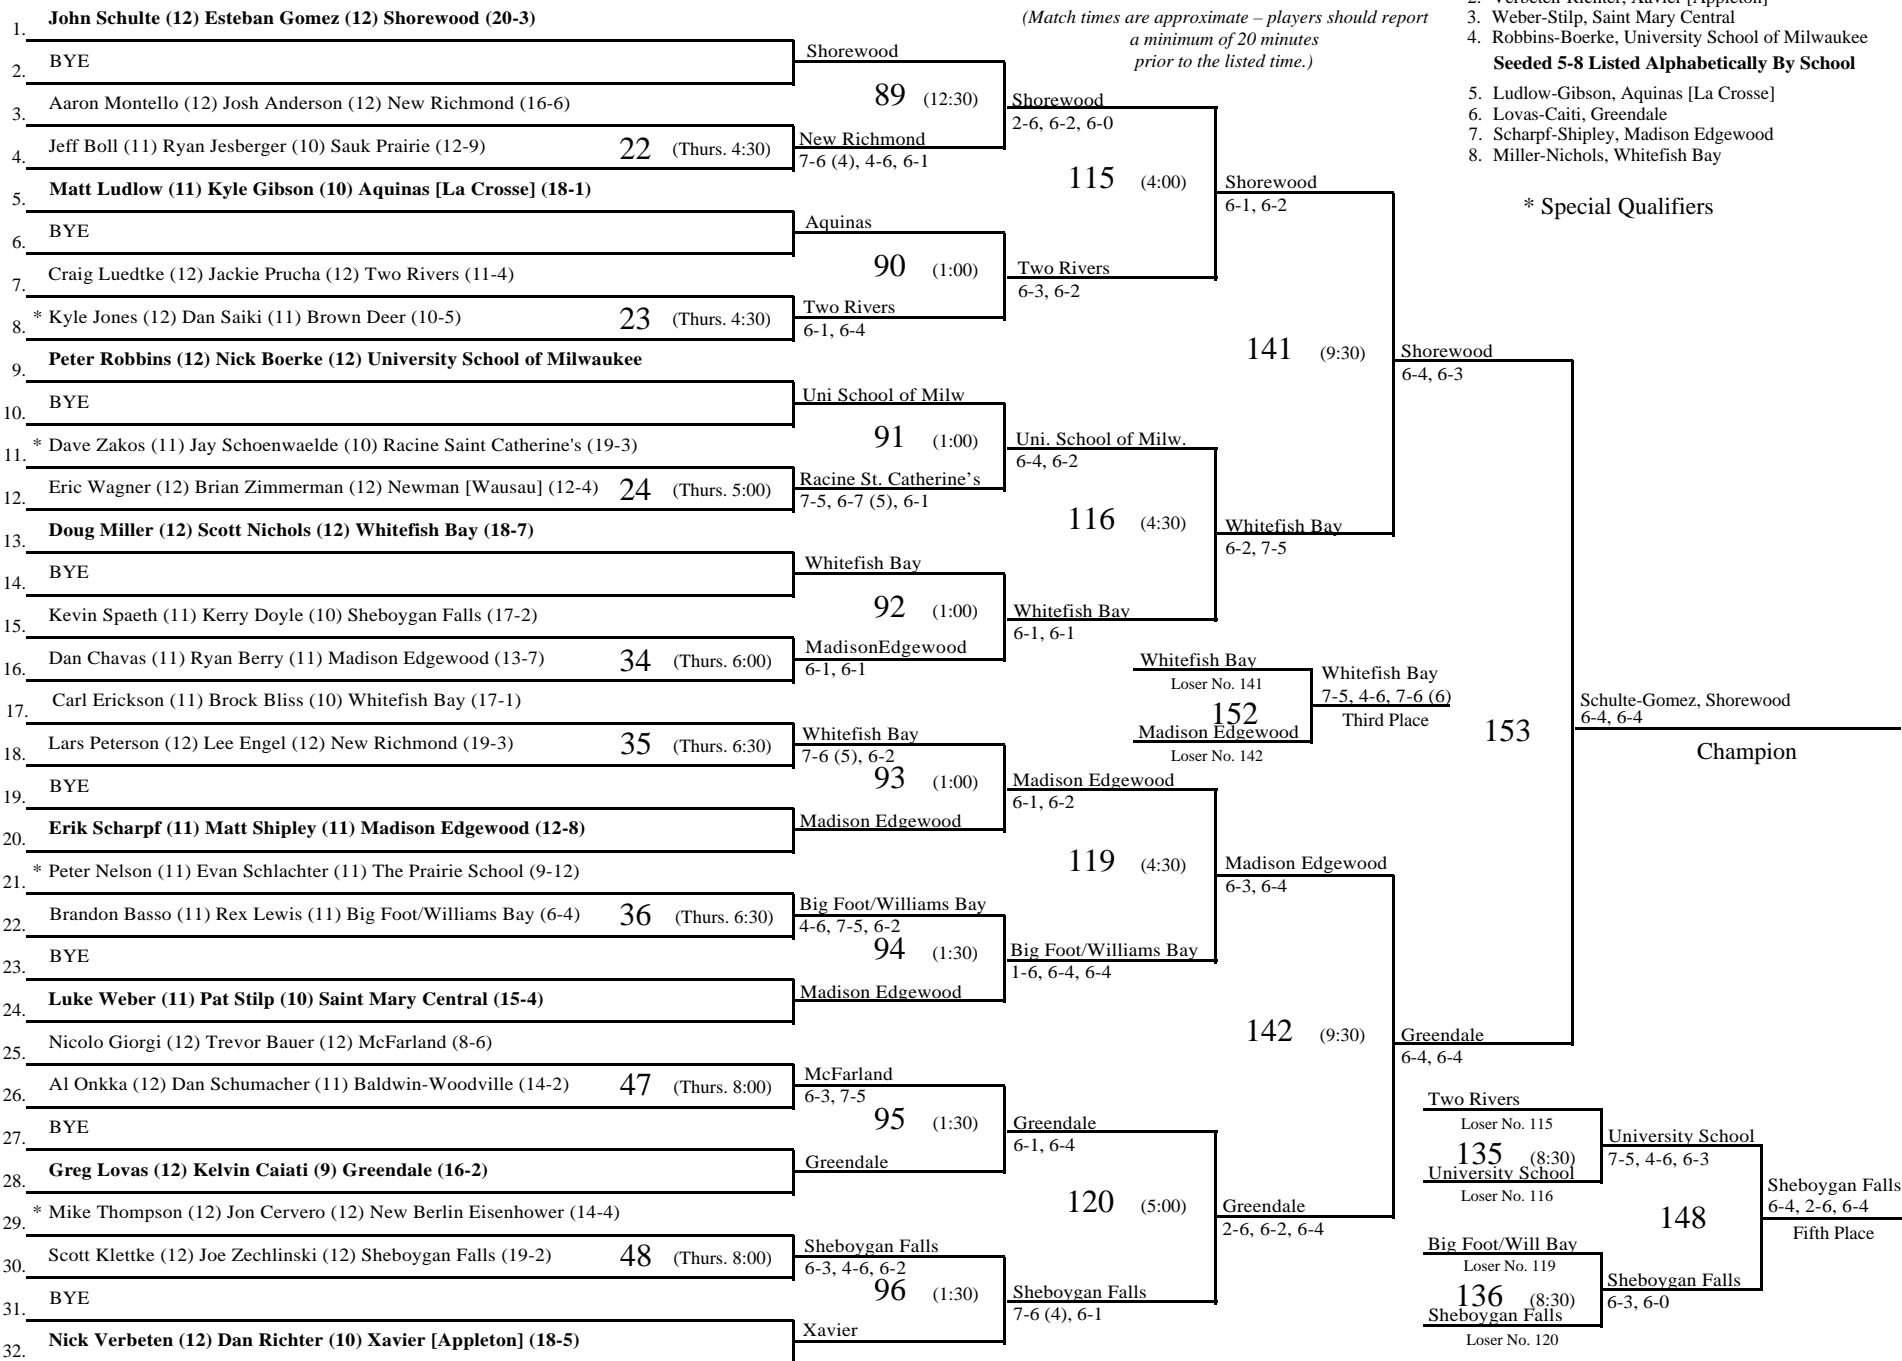 1. John Schulte (12) Esteban Gomez (12) Shorewood (20-3)
2. BYE
3. Aaron Montello (12) Josh Anderson (12) New Richmond (16-6)
4. Jeff Boll (11) Ryan Jesberger (10) Sauk Prairie (12-9) 22 (Thurs. 4:30)
5. Matt Ludlow (11) Kyle Gibson (10) Aquinas [La Crosse] (18-1)
6. BYE
7. Craig Luedtke (12) Jackie Prucha (12) Two Rivers (11-4)
8. * Kyle Jones (12) Dan Saiki (11) Brown Deer (10-5) 23 (Thurs. 4:30)
9. Peter Robbins (12) Nick Boerke (12) University School of Milwaukee
10. BYE
11. * Dave Zakos (11) Jay Schoenwaelde (10) Racine Saint Catherine's (19-3)
12. Eric Wagner (12) Brian Zimmerman (12) Newman [Wausau] (12-4) 24 (Thurs. 5:00)
13. Doug Miller (12) Scott Nichols (12) Whitefish Bay (18-7)
14. BYE
15. Kevin Spaeth (11) Kerry Doyle (10) Sheboygan Falls (17-2)
16. Dan Chavas (11) Ryan Berry (11) Madison Edgewood (13-7) 34 (Thurs. 6:00)
17. Carl Erickson (11) Brock Bliss (10) Whitefish Bay (17-1)
18. Lars Peterson (12) Lee Engel (12) New Richmond (19-3) 35 (Thurs. 6:30)
19. BYE
20. Erik Scharpf (11) Matt Shipley (11) Madison Edgewood (12-8)
21. * Peter Nelson (11) Evan Schlachter (11) The Prairie School (9-12)
22. Brandon Basso (11) Rex Lewis (11) Big Foot/Williams Bay (6-4) 36 (Thurs. 6:30)
23. BYE
24. Luke Weber (11) Pat Stilp (10) Saint Mary Central (15-4)
25. Nicolo Giorgi (12) Trevor Bauer (12) McFarland (8-6)
26. Al Onkka (12) Dan Schumacher (11) Baldwin-Woodville (14-2) 47 (Thurs. 8:00)
27. BYE
28. Greg Lovas (12) Kelvin Caiati (9) Greendale (16-2)
29. * Mike Thompson (12) Jon Cervero (12) New Berlin Eisenhower (14-4)
30. Scott Klettke (12) Joe Zechlinski (12) Sheboygan Falls (19-2) 48 (Thurs. 8:00)
31. BYE
32. Nick Verbeten (12) Dan Richter (10) Xavier [Appleton] (18-5)
Shorewood
89 (12:30)
New Richmond
7-6 (4), 4-6, 6-1
Aquinas
90 (1:00)
Two Rivers
6-1, 6-4
Uni School of Milw
91 (1:00)
Racine St. Catherine’s
7-5, 6-7 (5), 6-1
Whitefish Bay
92 (1:00)
MadisonEdgewood
6-1, 6-1
Whitefish Bay
7-6 (5), 6-2
93 (1:00)
Madison Edgewood
Big Foot/Williams Bay
4-6, 7-5, 6-2
94 (1:30)
Madison Edgewood
McFarland
6-3, 7-5
95 (1:30)
Greendale
Sheboygan Falls
6-3, 4-6, 6-2
96 (1:30)
Xavier
(Match times are approximate – players should report
a minimum of 20 minutes
prior to the listed time.)
Shorewood
2-6, 6-2, 6-0
115 (4:00)
Two Rivers
6-3, 6-2
Uni. School of Milw.
6-4, 6-2
116 (4:30)
Whitefish Bay
6-1, 6-1
Madison Edgewood
6-1, 6-2
119 (4:30)
Big Foot/Williams Bay
1-6, 6-4, 6-4
Greendale
6-1, 6-4
120 (5:00)
Sheboygan Falls
7-6 (4), 6-1
Shorewood
6-1, 6-2
141 (9:30)
Whitefish Bay
6-2, 7-5
Madison Edgewood
6-3, 6-4
142 (9:30)
Greendale
2-6, 6-2, 6-4
Shorewood
6-4, 6-3
153
Greendale
6-4, 6-4
Schulte-Gomez, Shorewood
6-4, 6-4
Champion
Whitefish Bay
Loser No. 141
152
Madison Edgewood
Loser No. 142
Whitefish Bay
7-5, 4-6, 7-6 (6)
Third Place
Two Rivers
Loser No. 115
135 (8:30)
University School
Loser No. 116
University School
7-5, 4-6, 6-3
148
Big Foot/Will Bay
Loser No. 119
136 (8:30)
Sheboygan Falls
Loser No. 120
Sheboygan Falls
6-3, 6-0
Sheboygan Falls
6-4, 2-6, 6-4
Fifth Place
2. Verbeten-Richter, Xavier [Appleton]
3. Weber-Stilp, Saint Mary Central
4. Robbins-Boerke, University School of Milwaukee
Seeded 5-8 Listed Alphabetically By School
5. Ludlow-Gibson, Aquinas [La Crosse]
6. Lovas-Caiti, Greendale
7. Scharpf-Shipley, Madison Edgewood
8. Miller-Nichols, Whitefish Bay
* Special Qualifiers